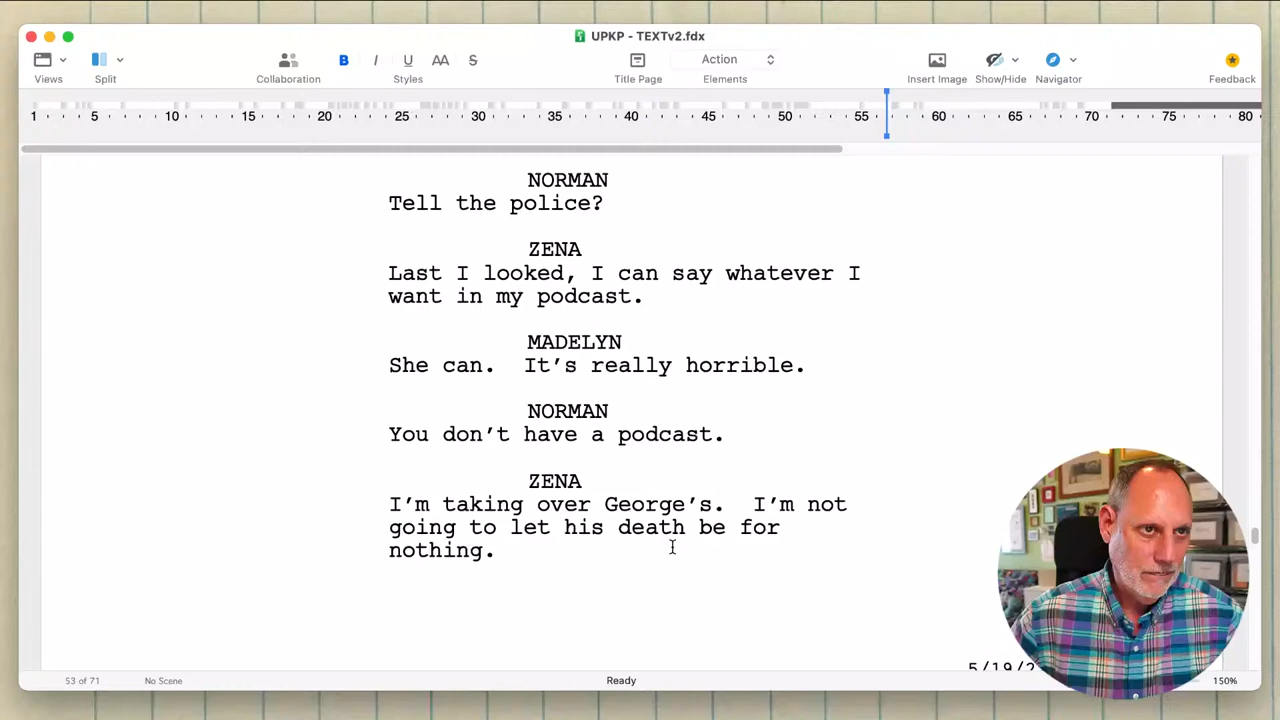 UPKP - TEXTv2.fdx
Views Split Collaboration B I U AA S Styles Title Page Action Elements Insert Image Show/Hide Navigator Feedback
1 5 10 15 20 25 30 35 40 45 50 55 60 65 70 75 80
NORMAN
Tell the police?
ZENA
Last I looked, I can say whatever I
want in my podcast.
MADELYN
She can.  It’s really horrible.
NORMAN
You don’t have a podcast.
ZENA
I’m taking over George’s.  I’m not
going to let his death be for
nothing.
5/19/2
53 of 71 No Scene Ready 150%